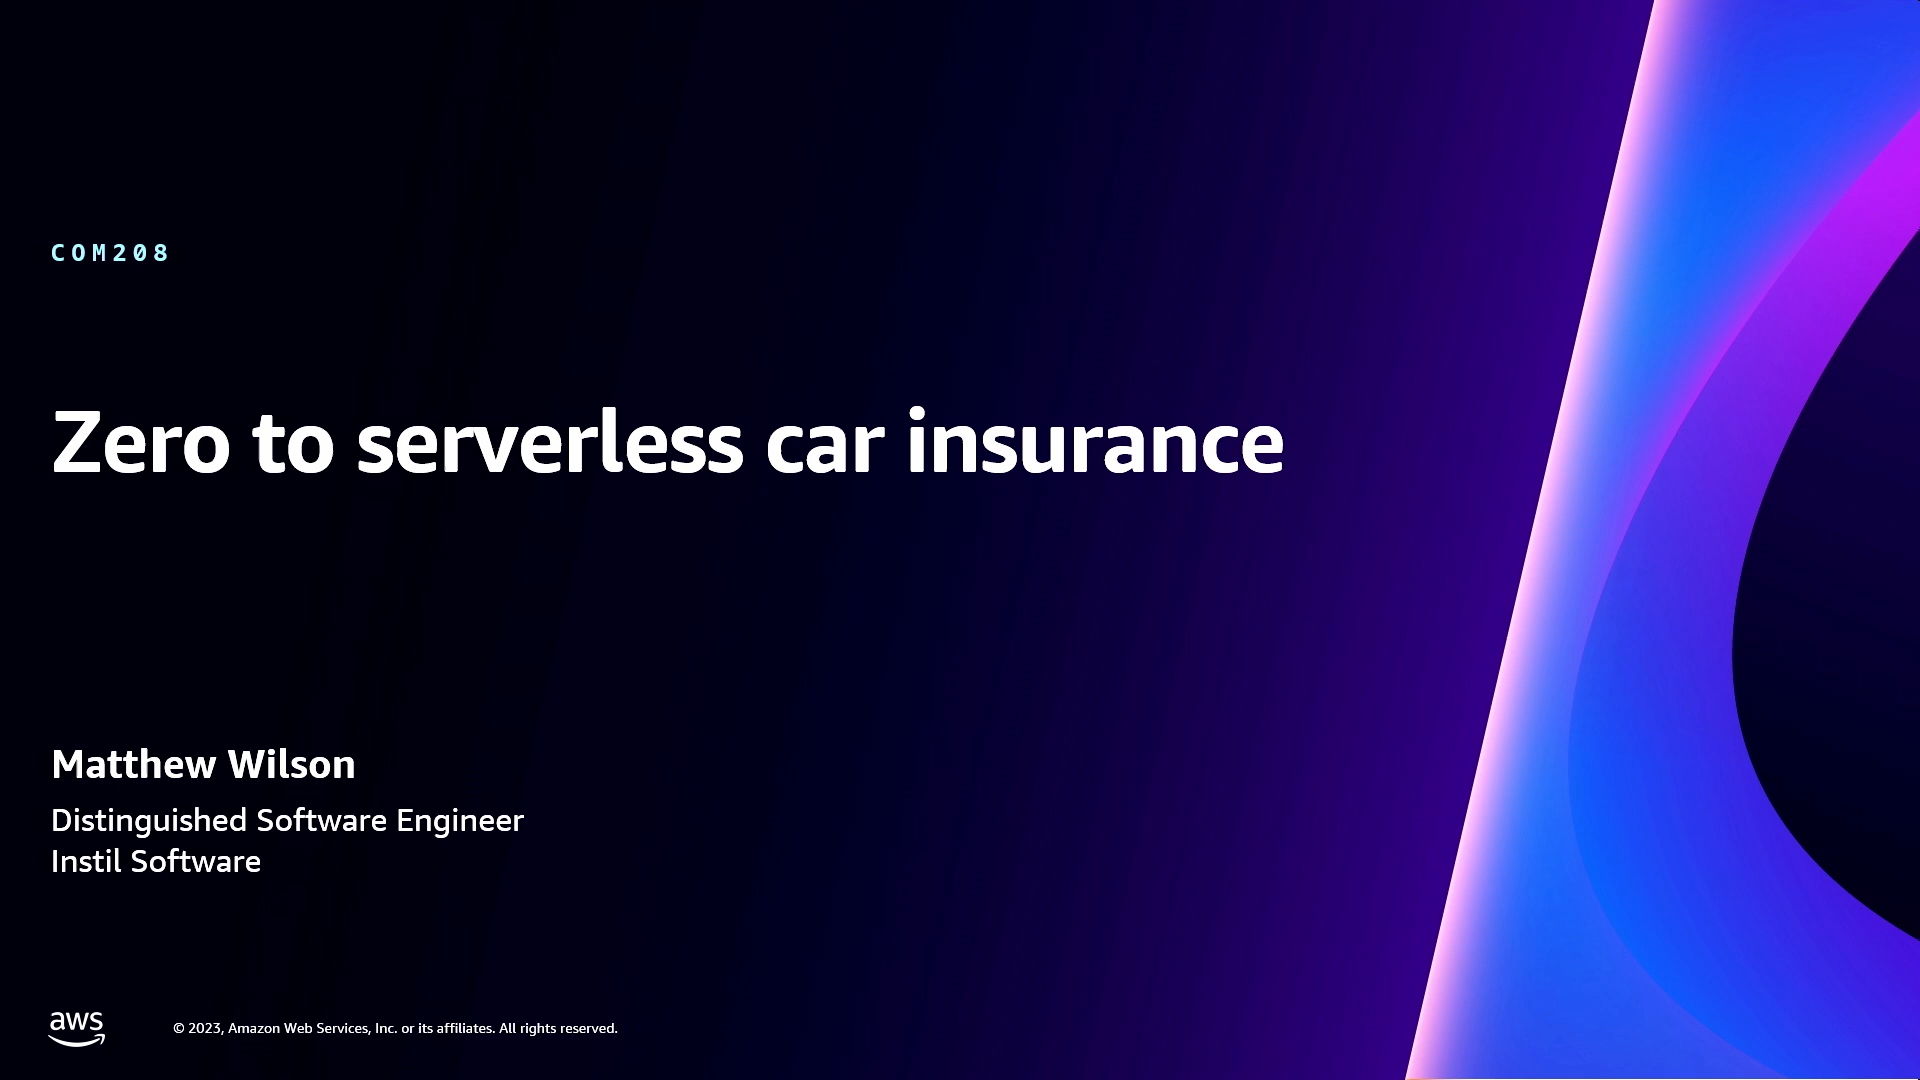 COM208
Zero to serverless car insurance
Matthew Wilson
Distinguished Software Engineer
Instil Software
aws
© 2023, Amazon Web Services, Inc. or its affiliates. All rights reserved.